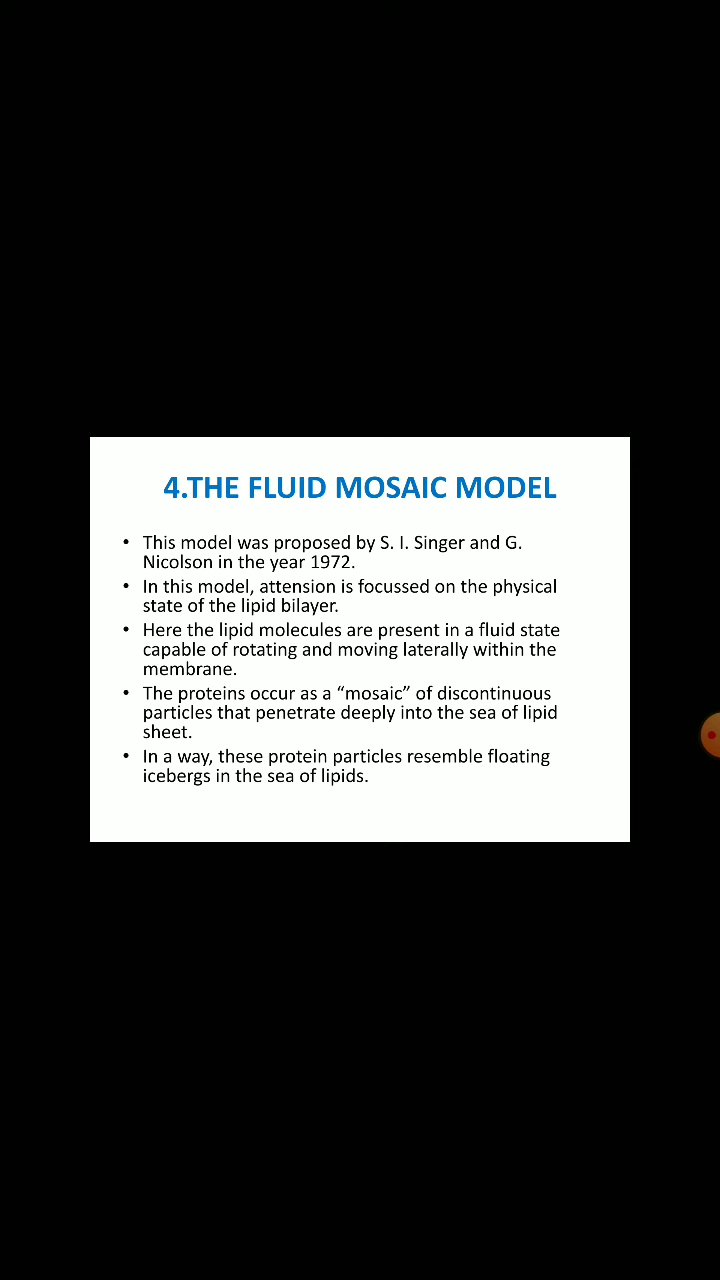 4.THE FLUID MOSAIC MODEL
• This model was proposed by S. I. Singer and G.
Nicolson in the year 1972.
• In this model, attension is focussed on the physical
state of the lipid bilayer.
• Here the lipid molecules are present in a fluid state
capable of rotating and moving laterally within the
membrane.
• The proteins occur as a “mosaic” of discontinuous
particles that penetrate deeply into the sea of lipid
sheet.
• In a way, these protein particles resemble floating
icebergs in the sea of lipids.